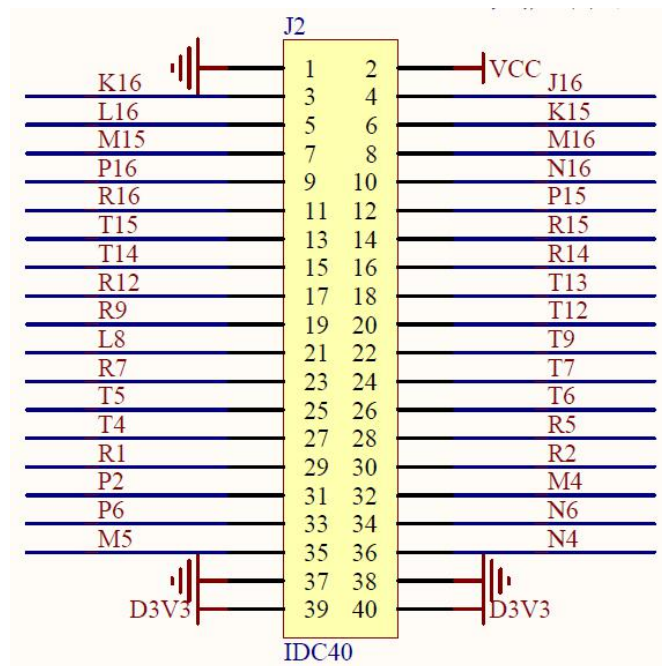 J2
1 2 VCC
K16 3 4 J16
L16 5 6 K15
M15 7 8 M16
P16 9 10 N16
R16 11 12 P15
T15 13 14 R15
T14 15 16 R14
R12 17 18 T13
R9 19 20 T12
L8 21 22 T9
R7 23 24 T7
T5 25 26 T6
T4 27 28 R5
R1 29 30 R2
P2 31 32 M4
P6 33 34 N6
M5 35 36 N4
37 38
D3V3 39 40 D3V3
IDC40